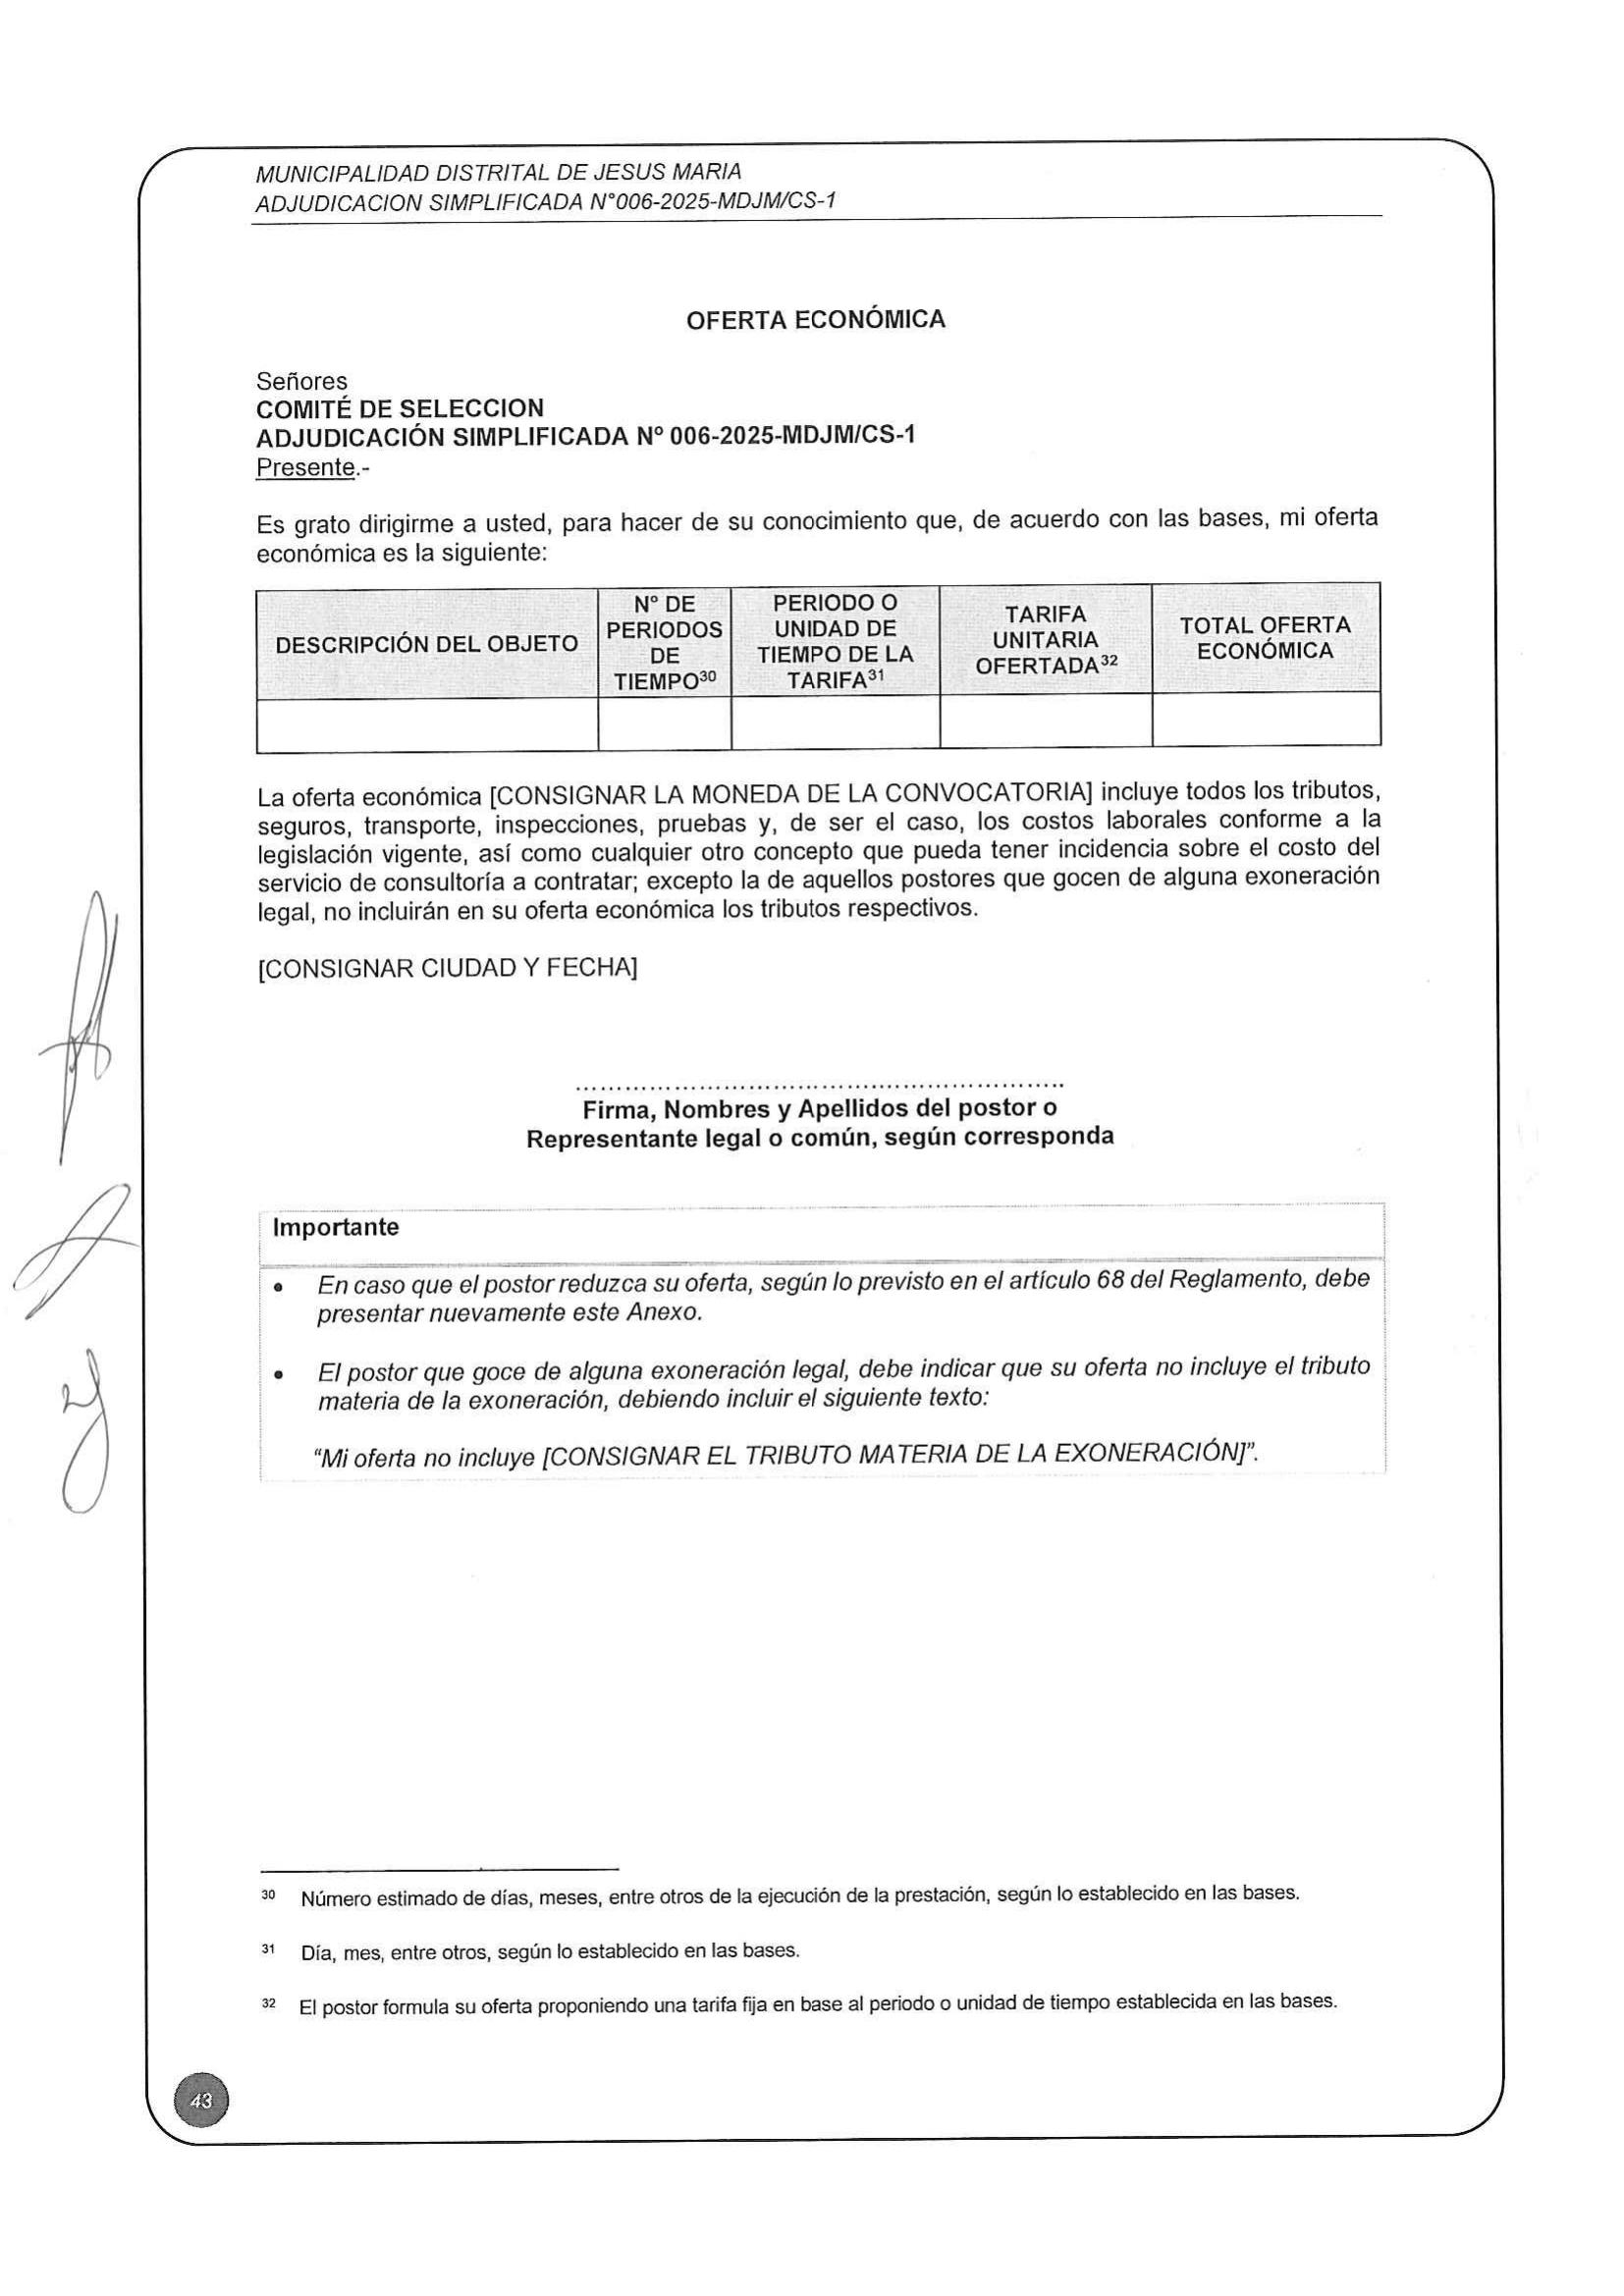 MUNICIPALIDAD DISTRITAL DE JESUS MARIA
ADJUDICACION SIMPLIFICADA N°006-2025-MDJM/CS-1
OFERTA ECONÓMICA
Señores
COMITÉ DE SELECCION
ADJUDICACIÓN SIMPLIFICADA Nº 006-2025-MDJM/CS-1
Presente.-
Es grato dirigirme a usted, para hacer de su conocimiento que, de acuerdo con las bases, mi oferta
económica es la siguiente:
DESCRIPCIÓN DEL OBJETO
Nº DE
PERIODOS
DE
TIEMPO30
PERIODO O
UNIDAD DE
TIEMPO DE LA
TARIFA31
TARIFA
UNITARIA
OFERTADA32
TOTAL OFERTA
ECONÓMICA
La oferta económica [CONSIGNAR LA MONEDA DE LA CONVOCATORIA] incluye todos los tributos,
seguros, transporte, inspecciones, pruebas y, de ser el caso, los costos laborales conforme a la
legislación vigente, así como cualquier otro concepto que pueda tener incidencia sobre el costo del
servicio de consultoría a contratar; excepto la de aquellos postores que gocen de alguna exoneración
legal, no incluirán en su oferta económica los tributos respectivos.
[CONSIGNAR CIUDAD Y FECHA]
..........................................................
Firma, Nombres y Apellidos del postor o
Representante legal o común, según corresponda
Importante
• En caso que el postor reduzca su oferta, según lo previsto en el artículo 68 del Reglamento, debe
presentar nuevamente este Anexo.
• El postor que goce de alguna exoneración legal, debe indicar que su oferta no incluye el tributo
materia de la exoneración, debiendo incluir el siguiente texto:
“Mi oferta no incluye [CONSIGNAR EL TRIBUTO MATERIA DE LA EXONERACIÓN]”.
30 Número estimado de días, meses, entre otros de la ejecución de la prestación, según lo establecido en las bases.
31 Día, mes, entre otros, según lo establecido en las bases.
32 El postor formula su oferta proponiendo una tarifa fija en base al periodo o unidad de tiempo establecida en las bases.
43